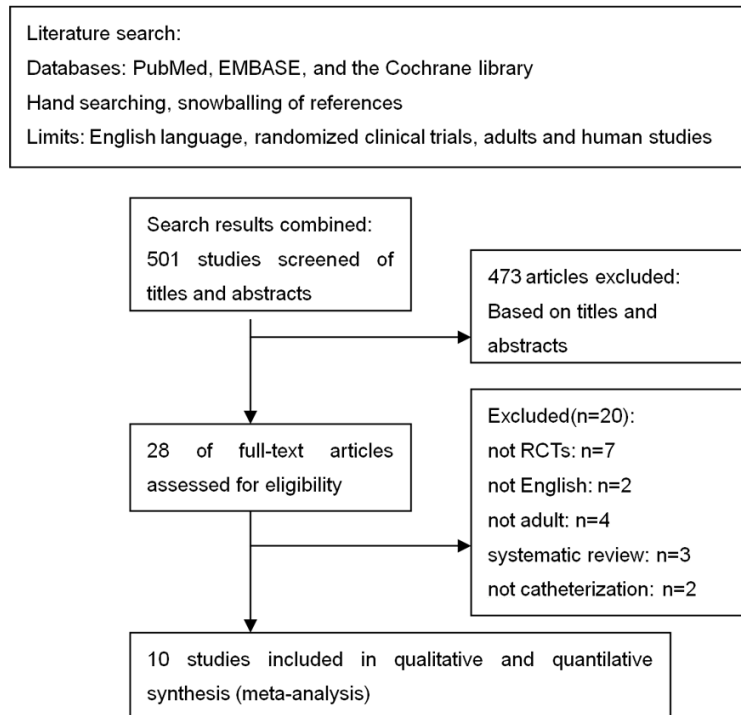 Literature search:
Databases: PubMed, EMBASE, and the Cochrane library
Hand searching, snowballing of references
Limits: English language, randomized clinical trials, adults and human studies
Search results combined:
501 studies screened of
titles and abstracts
473 articles excluded:
Based on titles and
abstracts
28 of full-text articles
assessed for eligibility
Excluded(n=20):
not RCTs: n=7
not English: n=2
not adult: n=4
systematic review: n=3
not catheterization: n=2
10 studies included in qualitative and quantilative
synthesis (meta-analysis)